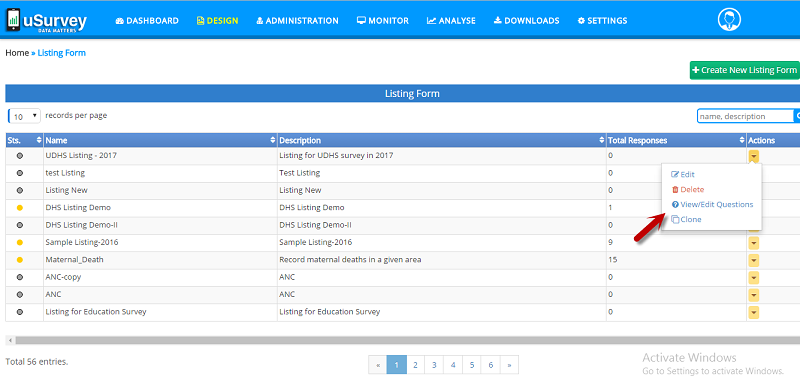 uSurvey
DATA MATTERS
DASHBOARD DESIGN ADMINISTRATION MONITOR ANALYSE DOWNLOADS SETTINGS
Home » Listing Form
+ Create New Listing Form
Listing Form
10 records per page
name, description
Sts. Name Description Total Responses Actions
UDHS Listing - 2017 Listing for UDHS survey in 2017 0
test Listing Test Listing 0
Edit
Listing New Listing New 0
Delete
DHS Listing Demo DHS Listing Demo 1
View/Edit Questions
DHS Listing Demo-II DHS Listing Demo-II 0
Clone
Sample Listing-2016 Sample Listing-2016 9
Maternal_Death Record maternal deaths in a given area 15
ANC-copy ANC 0
ANC ANC 0
Listing for Education Survey Listing for Education Survey 0
Total 56 entries.
« 1 2 3 4 5 6 »
Activate Windows
Go to Settings to activate Windows.